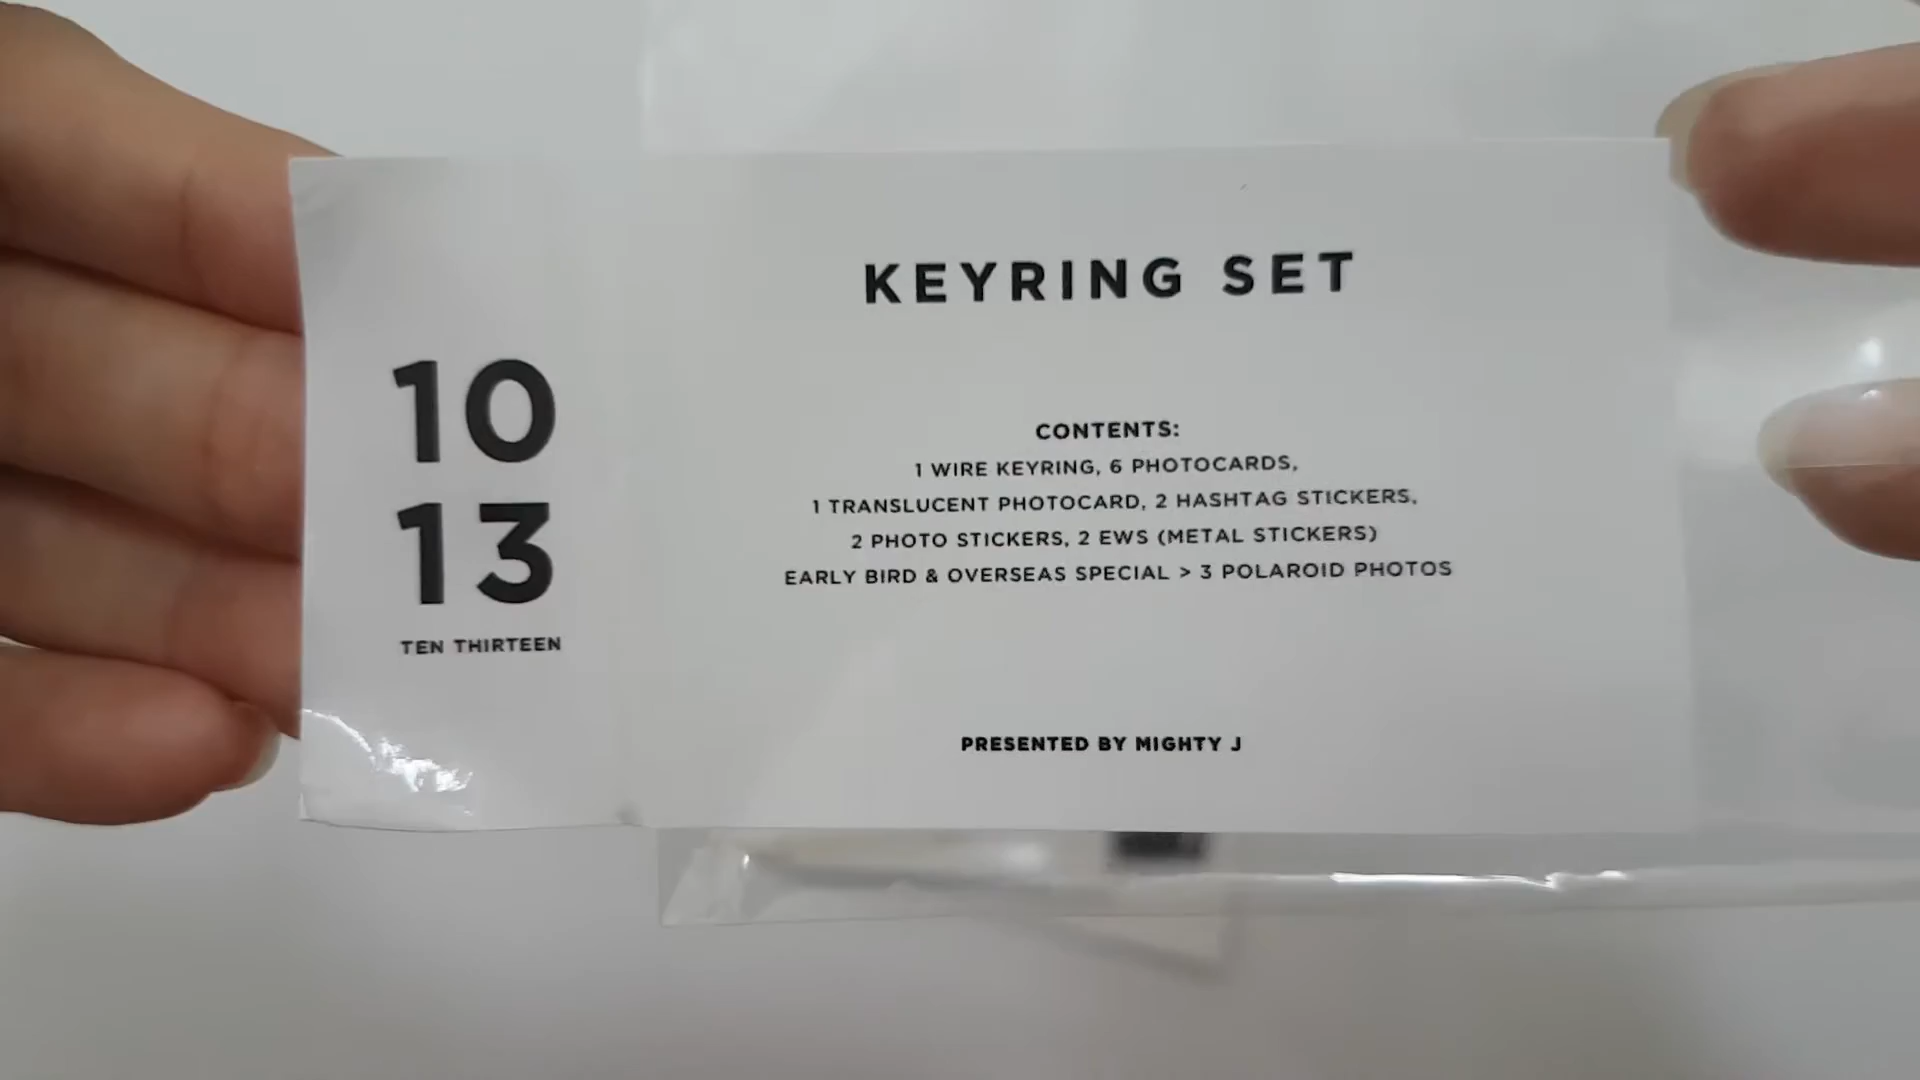 10
13
TEN THIRTEEN
KEYRING SET
CONTENTS:
1 WIRE KEYRING, 6 PHOTOCARDS,
1 TRANSLUCENT PHOTOCARD, 2 HASHTAG STICKERS,
2 PHOTO STICKERS, 2 EWS (METAL STICKERS)
EARLY BIRD & OVERSEAS SPECIAL > 3 POLAROID PHOTOS
PRESENTED BY MIGHTY J